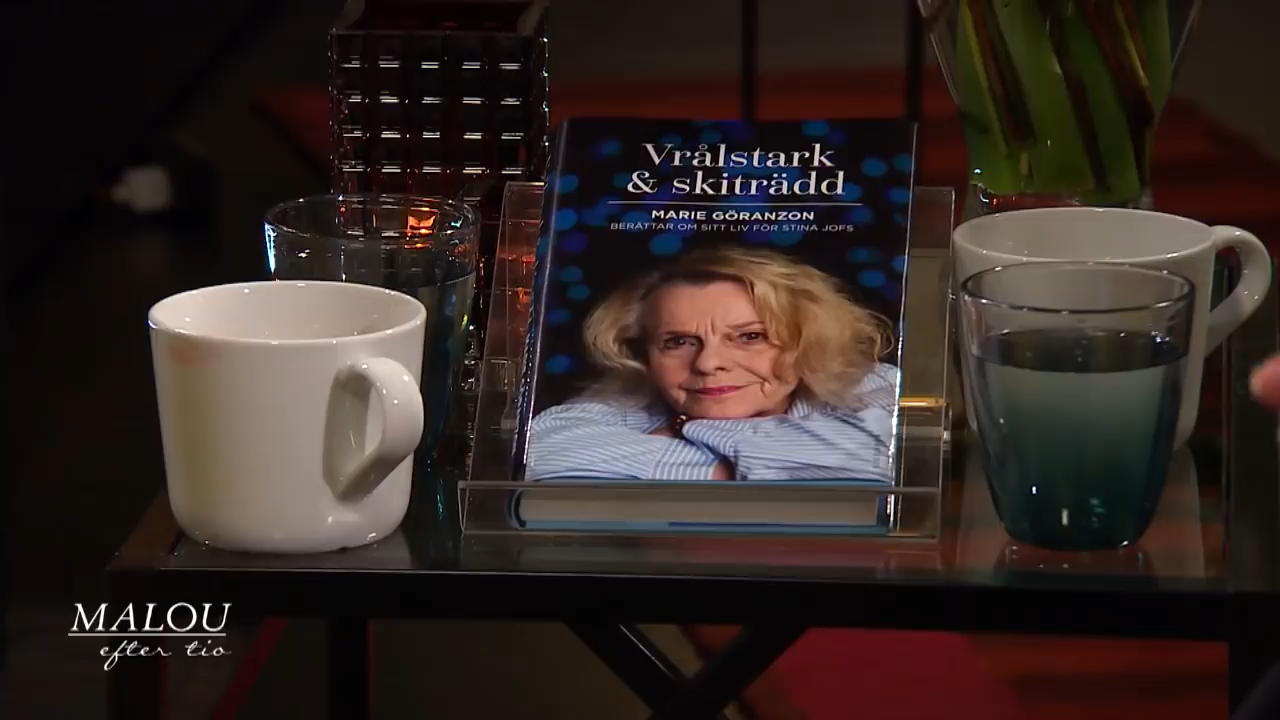 Vrålstark
& skiträdd
MARIE GÖRANZON
BERÄTTAR OM SITT LIV FÖR STINA JOFS
MALOU
efter tio